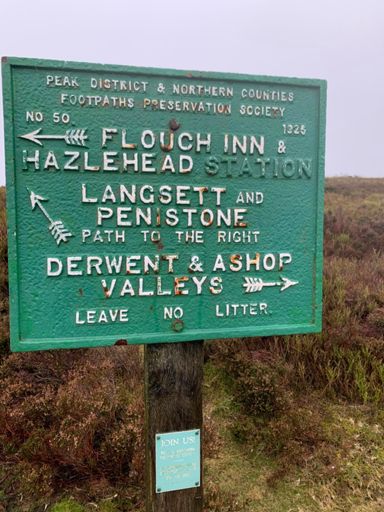 PEAK DISTRICT & NORTHERN COUNTIES
FOOTPATHS PRESERVATION SOCIETY
NO 50. 1925
FLOUCH INN &
HAZLEHEAD STATION
LANGSETT AND
PENISTONE
PATH TO THE RIGHT
DERWENT & ASHOP
VALLEYS
LEAVE NO LITTER.
JOIN US!